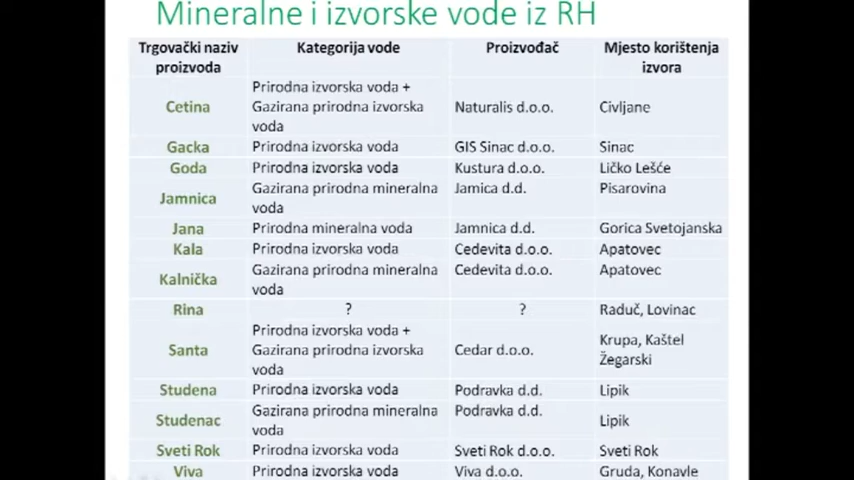 Mineralne i izvorske vode iz RH
Trgovački naziv proizvoda | Kategorija vode | Proizvođač | Mjesto korištenja izvora
Cetina | Prirodna izvorska voda + Gazirana prirodna izvorska voda | Naturalis d.o.o. | Civljane
Gacka | Prirodna izvorska voda | GIS Sinac d.o.o. | Sinac
Goda | Prirodna izvorska voda | Kustura d.o.o. | Ličko Lešće
Jamnica | Gazirana prirodna mineralna voda | Jamica d.d. | Pisarovina
Jana | Prirodna mineralna voda | Jamnica d.d. | Gorica Svetojanska
Kala | Prirodna izvorska voda | Cedevita d.o.o. | Apatovec
Kalnička | Gazirana prirodna mineralna voda | Cedevita d.o.o. | Apatovec
Rina | ? | ? | Raduč, Lovinac
Santa | Prirodna izvorska voda + Gazirana prirodna izvorska voda | Cedar d.o.o. | Krupa, Kaštel Žegarski
Studena | Prirodna izvorska voda | Podravka d.d. | Lipik
Studenac | Gazirana prirodna mineralna voda | Podravka d.d. | Lipik
Sveti Rok | Prirodna izvorska voda | Sveti Rok d.o.o. | Sveti Rok
Viva | Prirodna izvorska voda | Viva d.o.o. | Gruda, Konavle